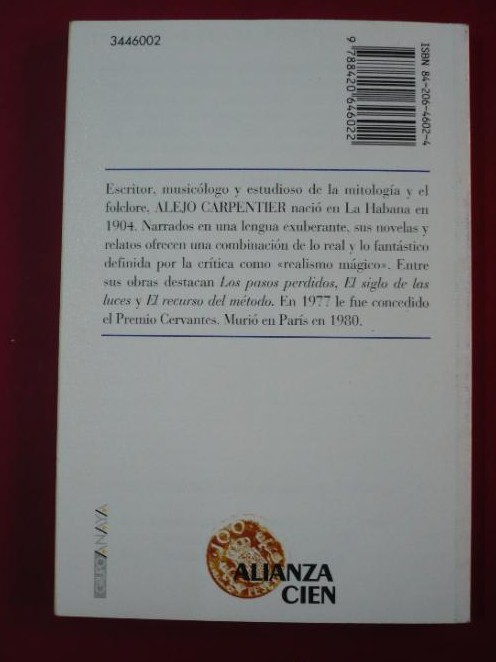 3446002
ISBN 84-206-4602-4
9 788420 646022
Escritor, musicólogo y estudioso de la mitología y el
folclore, ALEJO CARPENTIER nació en La Habana en
1904. Narrados en una lengua exuberante, sus novelas y
relatos ofrecen una combinación de lo real y lo fantástico
definida por la crítica como «realismo mágico». Entre
sus obras destacan Los pasos perdidos, El siglo de las
luces y El recurso del método. En 1977 le fue concedido
el Premio Cervantes. Murió en París en 1980.
GRUPO ANAYA
100
ALIANZA
CIEN